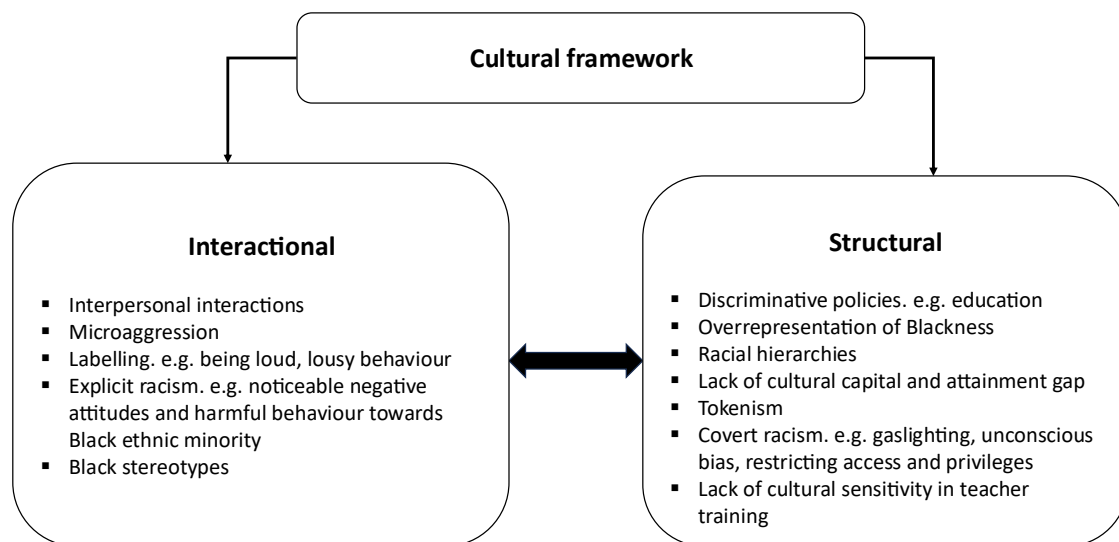 Cultural framework
Interactional
▪ Interpersonal interactions
▪ Microaggression
▪ Labelling. e.g. being loud, lousy behaviour
▪ Explicit racism. e.g. noticeable negative
attitudes and harmful behaviour towards
Black ethnic minority
▪ Black stereotypes
Structural
▪ Discriminative policies. e.g. education
▪ Overrepresentation of Blackness
▪ Racial hierarchies
▪ Lack of cultural capital and attainment gap
▪ Tokenism
▪ Covert racism. e.g. gaslighting, unconscious
bias, restricting access and privileges
▪ Lack of cultural sensitivity in teacher
training